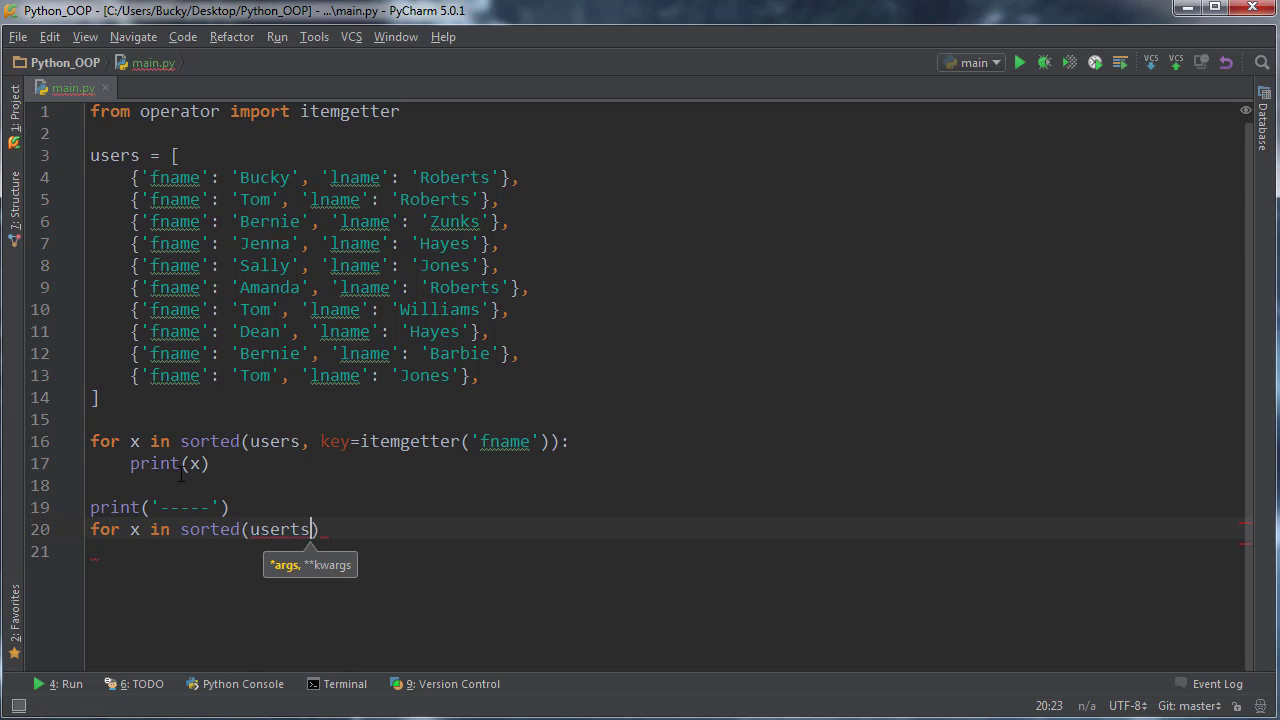 Python_OOP - [C:/Users/Bucky/Desktop/Python_OOP] - ...\main.py - PyCharm 5.0.1
File Edit View Navigate Code Refactor Run Tools VCS Window Help
Python_OOP main.py main VCS VCS
main.py
1 from operator import itemgetter
2
3 users = [
4 {'fname': 'Bucky', 'lname': 'Roberts'},
5 {'fname': 'Tom', 'lname': 'Roberts'},
6 {'fname': 'Bernie', 'lname': 'Zunks'},
7 {'fname': 'Jenna', 'lname': 'Hayes'},
8 {'fname': 'Sally', 'lname': 'Jones'},
9 {'fname': 'Amanda', 'lname': 'Roberts'},
10 {'fname': 'Tom', 'lname': 'Williams'},
11 {'fname': 'Dean', 'lname': 'Hayes'},
12 {'fname': 'Bernie', 'lname': 'Barbie'},
13 {'fname': 'Tom', 'lname': 'Jones'},
14 ]
15
16 for x in sorted(users, key=itemgetter('fname')):
17 print(x)
18
19 print('-----')
20 for x in sorted(userts)
21
*args, **kwargs
1: Project
7: Structure
2: Favorites
Database
4: Run 6: TODO Python Console Terminal 9: Version Control Event Log
20:23 n/a UTF-8 Git: master